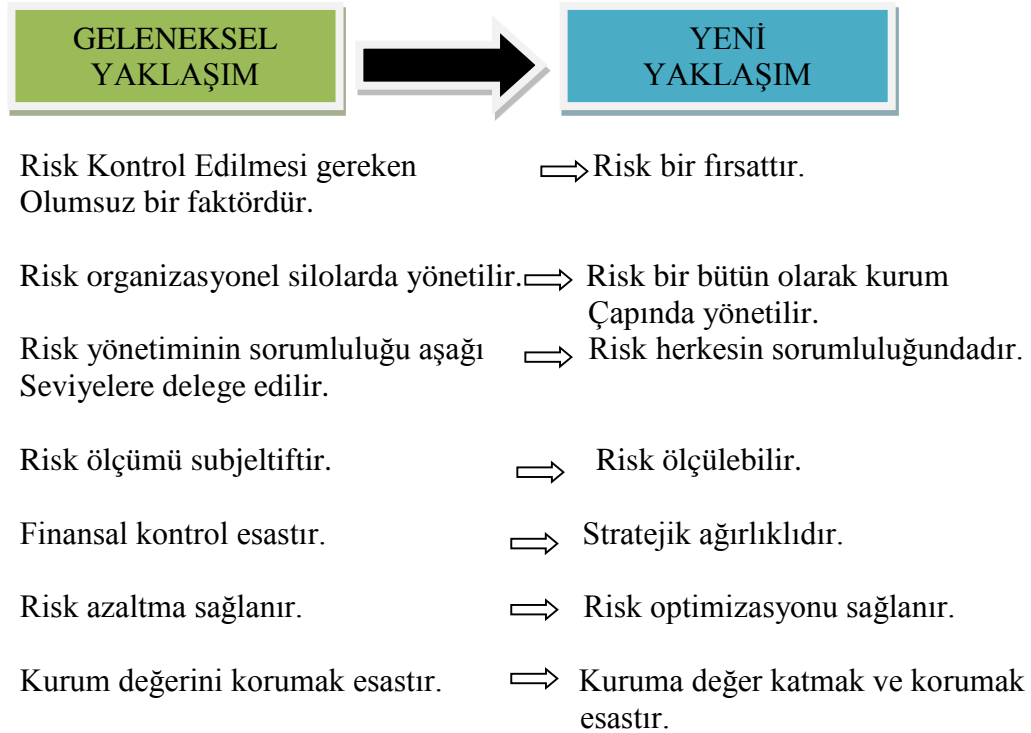 GELENEKSEL
YAKLAŞIM
YENİ
YAKLAŞIM
Risk Kontrol Edilmesi gereken
Olumsuz bir faktördür.
Risk bir fırsattır.
Risk organizasyonel silolarda yönetilir.
Risk bir bütün olarak kurum
Çapında yönetilir.
Risk yönetiminin sorumluluğu aşağı
Seviyelere delege edilir.
Risk herkesin sorumluluğundadır.
Risk ölçümü subjeltiftir.
Risk ölçülebilir.
Finansal kontrol esastır.
Stratejik ağırlıklıdır.
Risk azaltma sağlanır.
Risk optimizasyonu sağlanır.
Kurum değerini korumak esastır.
Kuruma değer katmak ve korumak
esastır.